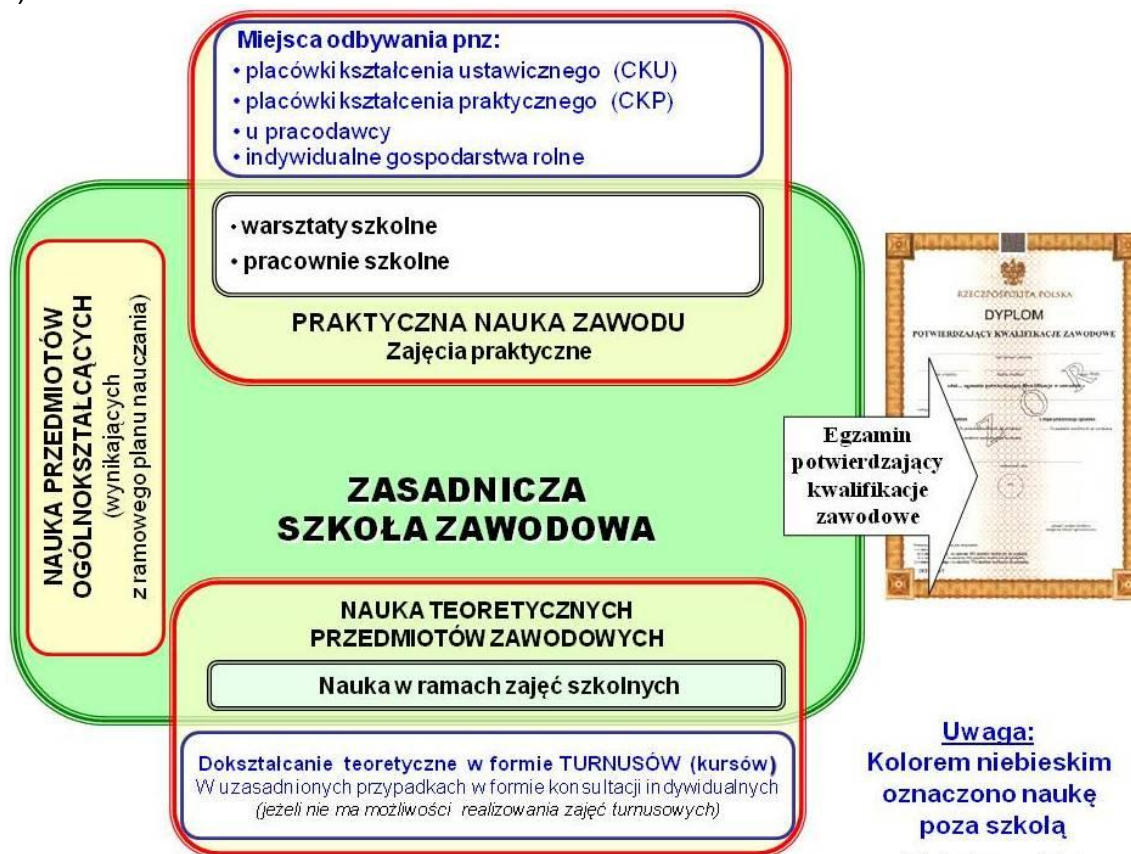 Miejsca odbywania pnz:
• placówki kształcenia ustawicznego (CKU)
• placówki kształcenia praktycznego (CKP)
• u pracodawcy
• indywidualne gospodarstwa rolne
• warsztaty szkolne
• pracownie szkolne
PRAKTYCZNA NAUKA ZAWODU
Zajęcia praktyczne
NAUKA PRZEDMIOTÓW
OGÓLNOKSZTALCĄCYCH
(wynikających
z ramowego planu nauczania)
ZASADNICZA
SZKOŁA ZAWODOWA
NAUKA TEORETYCZNYCH
PRZEDMIOTÓW ZAWODOWYCH
Nauka w ramach zajęć szkolnych
Dokształcanie teoretyczne w formie TURNUSÓW (kursów)
W uzasadnionych przypadkach w formie konsultacji indywidualnych
(jeżeli nie ma możliwości realizowania zajęć turnusowych)
Egzamin
potwierdzający
kwalifikacje
zawodowe
RZECZPOSPOLITA POLSKA
DYPLOM
POTWIERDZAJĄCY KWALIFIKACJE ZAWODOWE
Uwaga:
Kolorem niebieskim
oznaczono naukę
poza szkolą